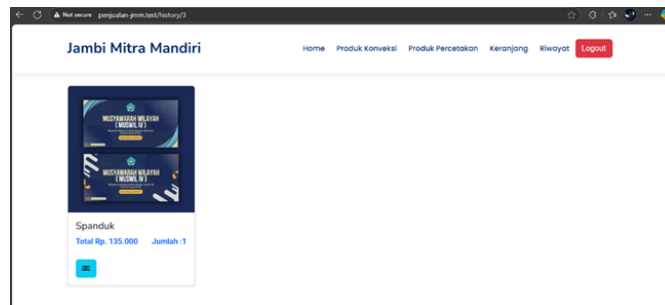 Not secure penjualan-jmm.test/history/3
Jambi Mitra Mandiri
Home Produk Konveksi Produk Percetakan Keranjang Riwayat Logout
MUSYAWARAH WILAYAH
( MUSWIL IV )
MUSYAWARAH WILAYAH
( MUSWIL IV )
Spanduk
Total Rp. 135.000 Jumlah :1